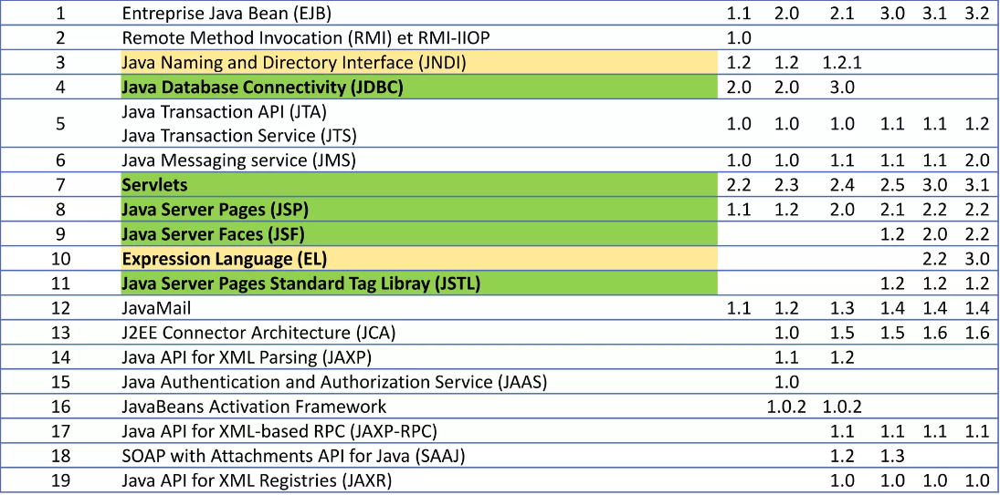 1 Entreprise Java Bean (EJB) 1.1 2.0 2.1 3.0 3.1 3.2
2 Remote Method Invocation (RMI) et RMI-IIOP 1.0
3 Java Naming and Directory Interface (JNDI) 1.2 1.2 1.2.1
4 Java Database Connectivity (JDBC) 2.0 2.0 3.0
Java Transaction API (JTA)
5 1.0 1.0 1.0 1.1 1.1 1.2
Java Transaction Service (JTS)
6 Java Messaging service (JMS) 1.0 1.0 1.1 1.1 1.1 2.0
7 Servlets 2.2 2.3 2.4 2.5 3.0 3.1
8 Java Server Pages (JSP) 1.1 1.2 2.0 2.1 2.2 2.2
9 Java Server Faces (JSF) 1.2 2.0 2.2
10 Expression Language (EL) 2.2 3.0
11 Java Server Pages Standard Tag Libray (JSTL) 1.2 1.2 1.2
12 JavaMail 1.1 1.2 1.3 1.4 1.4 1.4
13 J2EE Connector Architecture (JCA) 1.0 1.5 1.5 1.6 1.6
14 Java API for XML Parsing (JAXP) 1.1 1.2
15 Java Authentication and Authorization Service (JAAS) 1.0
16 JavaBeans Activation Framework 1.0.2 1.0.2
17 Java API for XML-based RPC (JAXP-RPC) 1.1 1.1 1.1 1.1
18 SOAP with Attachments API for Java (SAAJ) 1.2 1.3
19 Java API for XML Registries (JAXR) 1.0 1.0 1.0 1.0